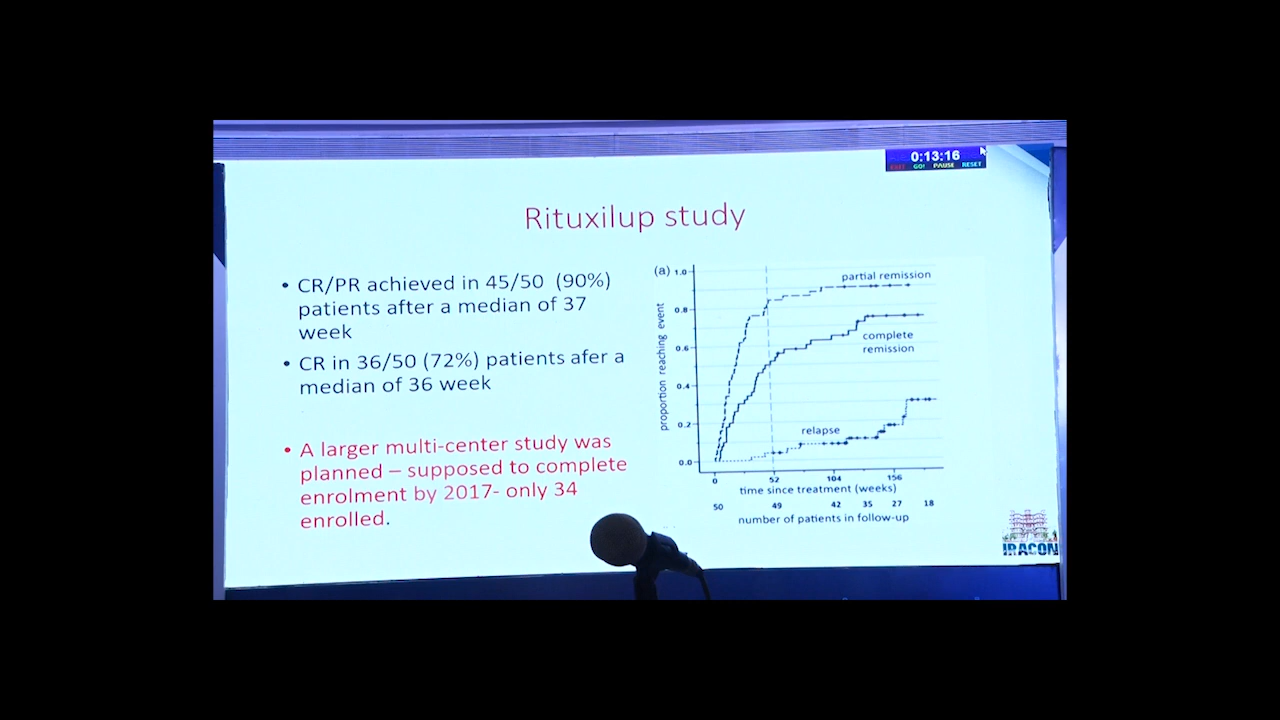 0:13:16
EXIT GO! PAUSE RESET
Rituxilup study
• CR/PR achieved in 45/50 (90%)
patients after a median of 37
week
• CR in 36/50 (72%) patients afer a
median of 36 week
• A larger multi-center study was
planned – supposed to complete
enrolment by 2017- only 34
enrolled.
(a)
proportion reaching event
1.0
0.8
0.6
0.4
0.2
0.0
partial remission
complete
remission
relapse
0 52 104 156
time since treatment (weeks)
50 49 42 35 27 18
number of patients in follow-up
IRACON